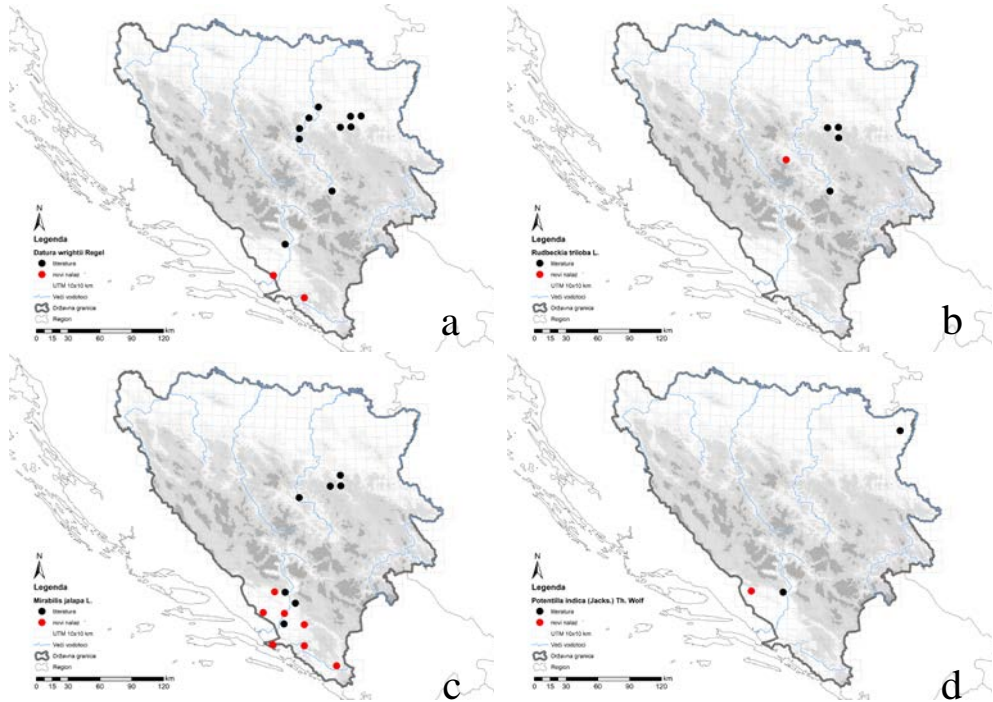 N
Legenda
Datura wrightii Regel
literatura
novi nalaz
UTM 10x10 km
Veći vodotoci
Državna granica
Region
0 15 30 60 90 120
km
a
N
Legenda
Rudbeckia triloba L.
literatura
novi nalaz
UTM 10x10 km
Veći vodotoci
Državna granica
Region
0 15 30 60 90 120
km
b
N
Legenda
Mirabilis jalapa L.
literatura
novi nalaz
UTM 10x10 km
Veći vodotoci
Državna granica
Region
0 15 30 60 90 120
km
c
N
Legenda
Potentilla indica (Jacks.) Th. Wolf
literatura
novi nalaz
UTM 10x10 km
Veći vodotoci
Državna granica
Region
0 15 30 60 90 120
km
d